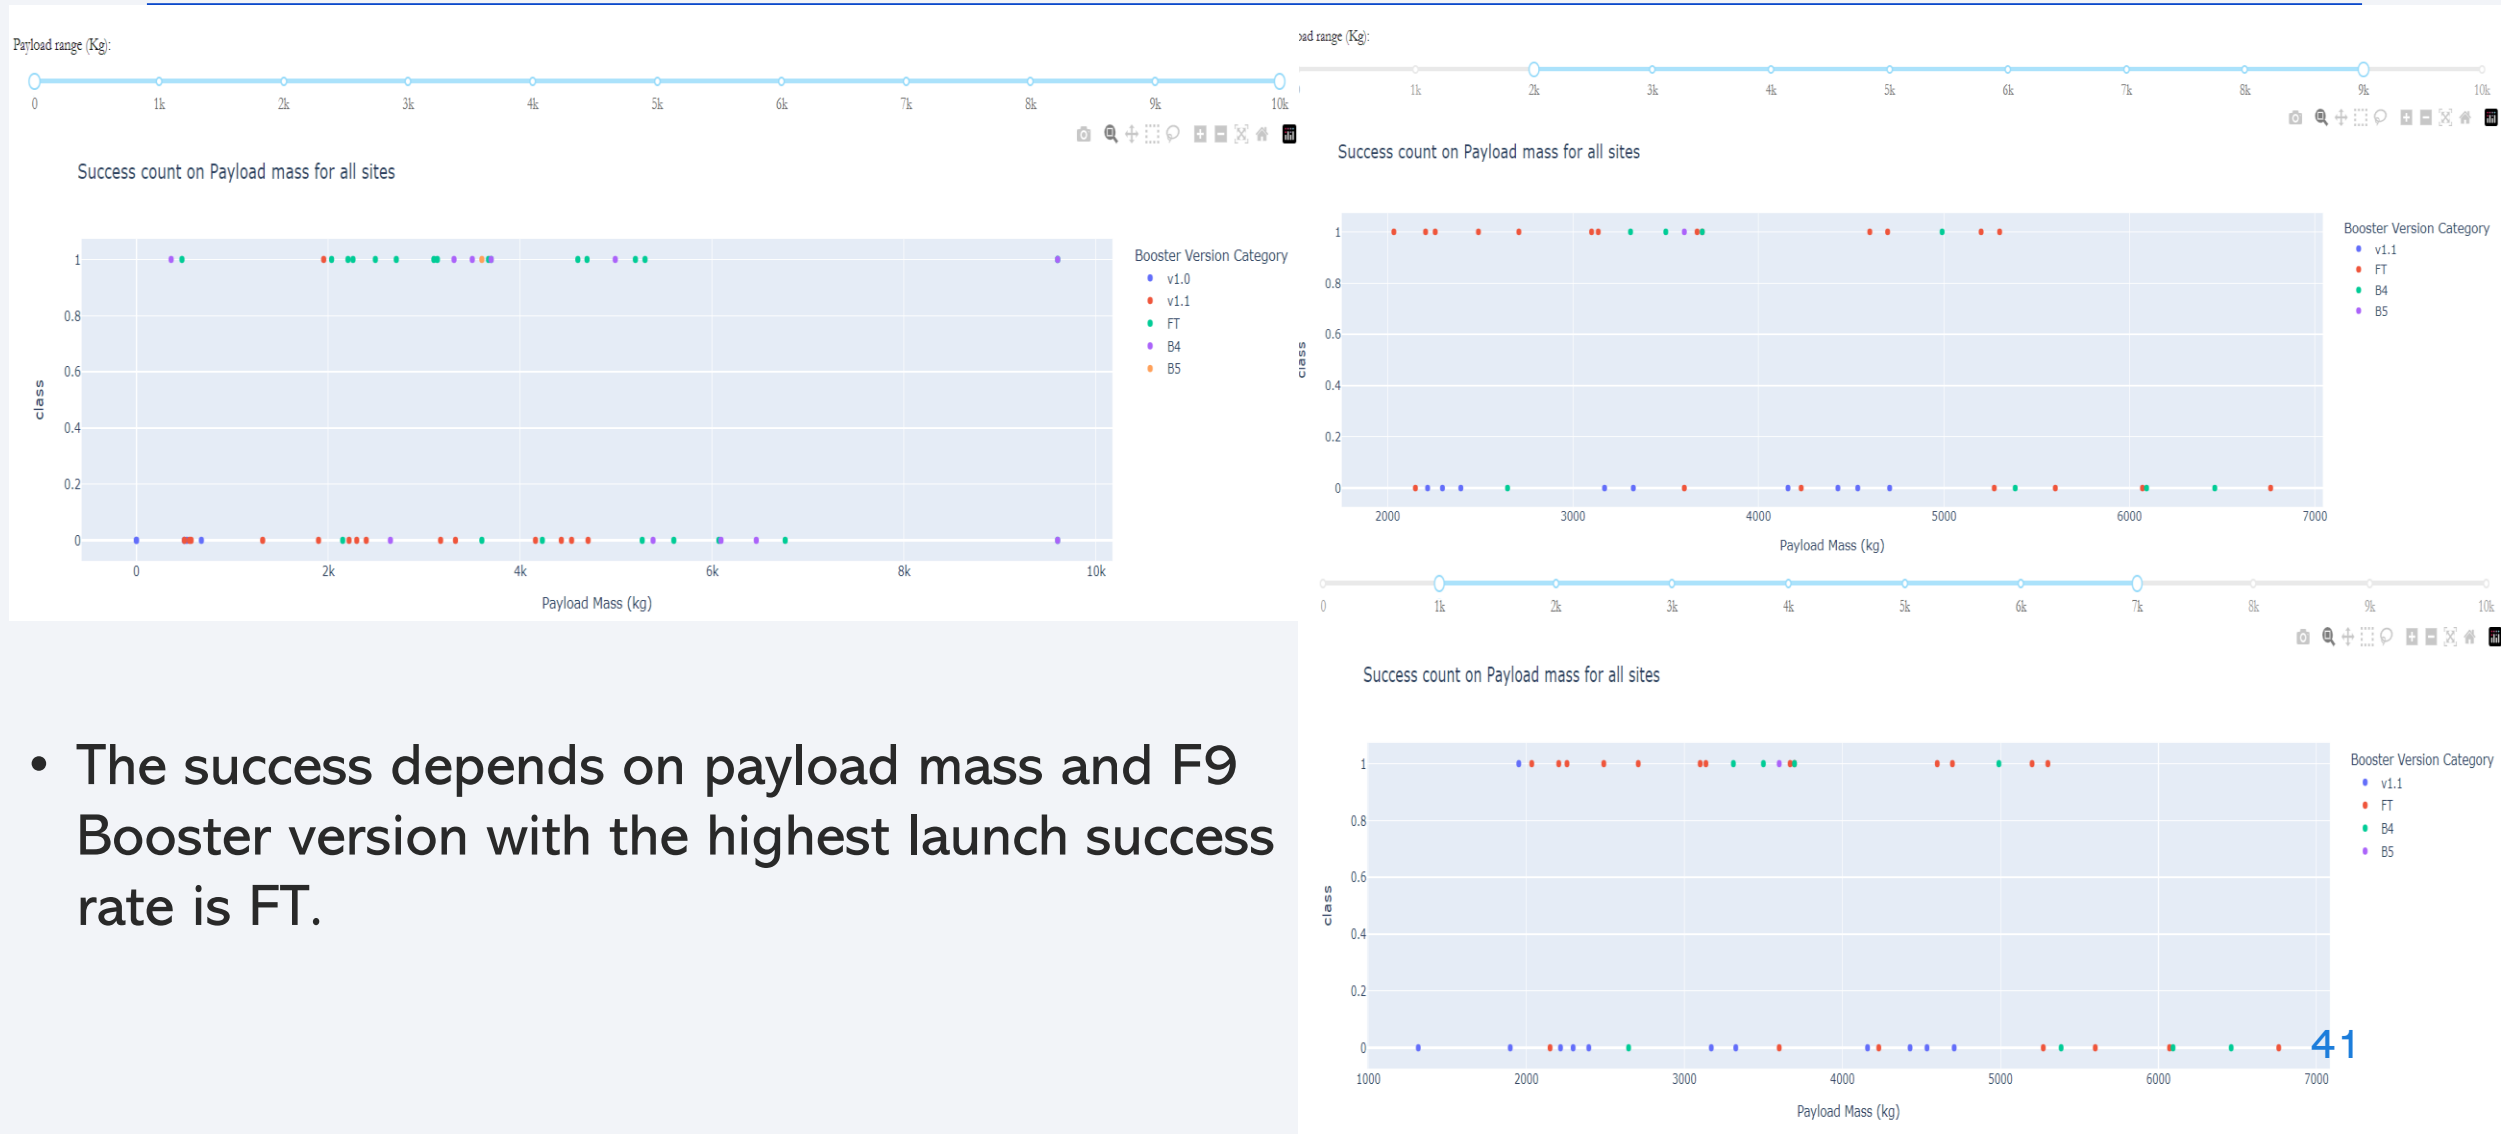 Payload range (Kg):
0 1k 2k 3k 4k 5k 6k 7k 8k 9k 10k
Success count on Payload mass for all sites
class
1
0.8
0.6
0.4
0.2
0
0 2k 4k 6k 8k 10k
Payload Mass (kg)
Booster Version Category
v1.0
v1.1
FT
B4
B5
oad range (Kg):
1k 2k 3k 4k 5k 6k 7k 8k 9k 10k
Success count on Payload mass for all sites
class
1
0.8
0.6
0.4
0.2
0
2000 3000 4000 5000 6000 7000
Payload Mass (kg)
Booster Version Category
v1.1
FT
B4
B5
0 1k 2k 3k 4k 5k 6k 7k 8k 9k 10k
Success count on Payload mass for all sites
class
1
0.8
0.6
0.4
0.2
0
1000 2000 3000 4000 5000 6000 7000
Payload Mass (kg)
Booster Version Category
v1.1
FT
B4
B5
• The success depends on payload mass and F9
Booster version with the highest launch success
rate is FT.
41